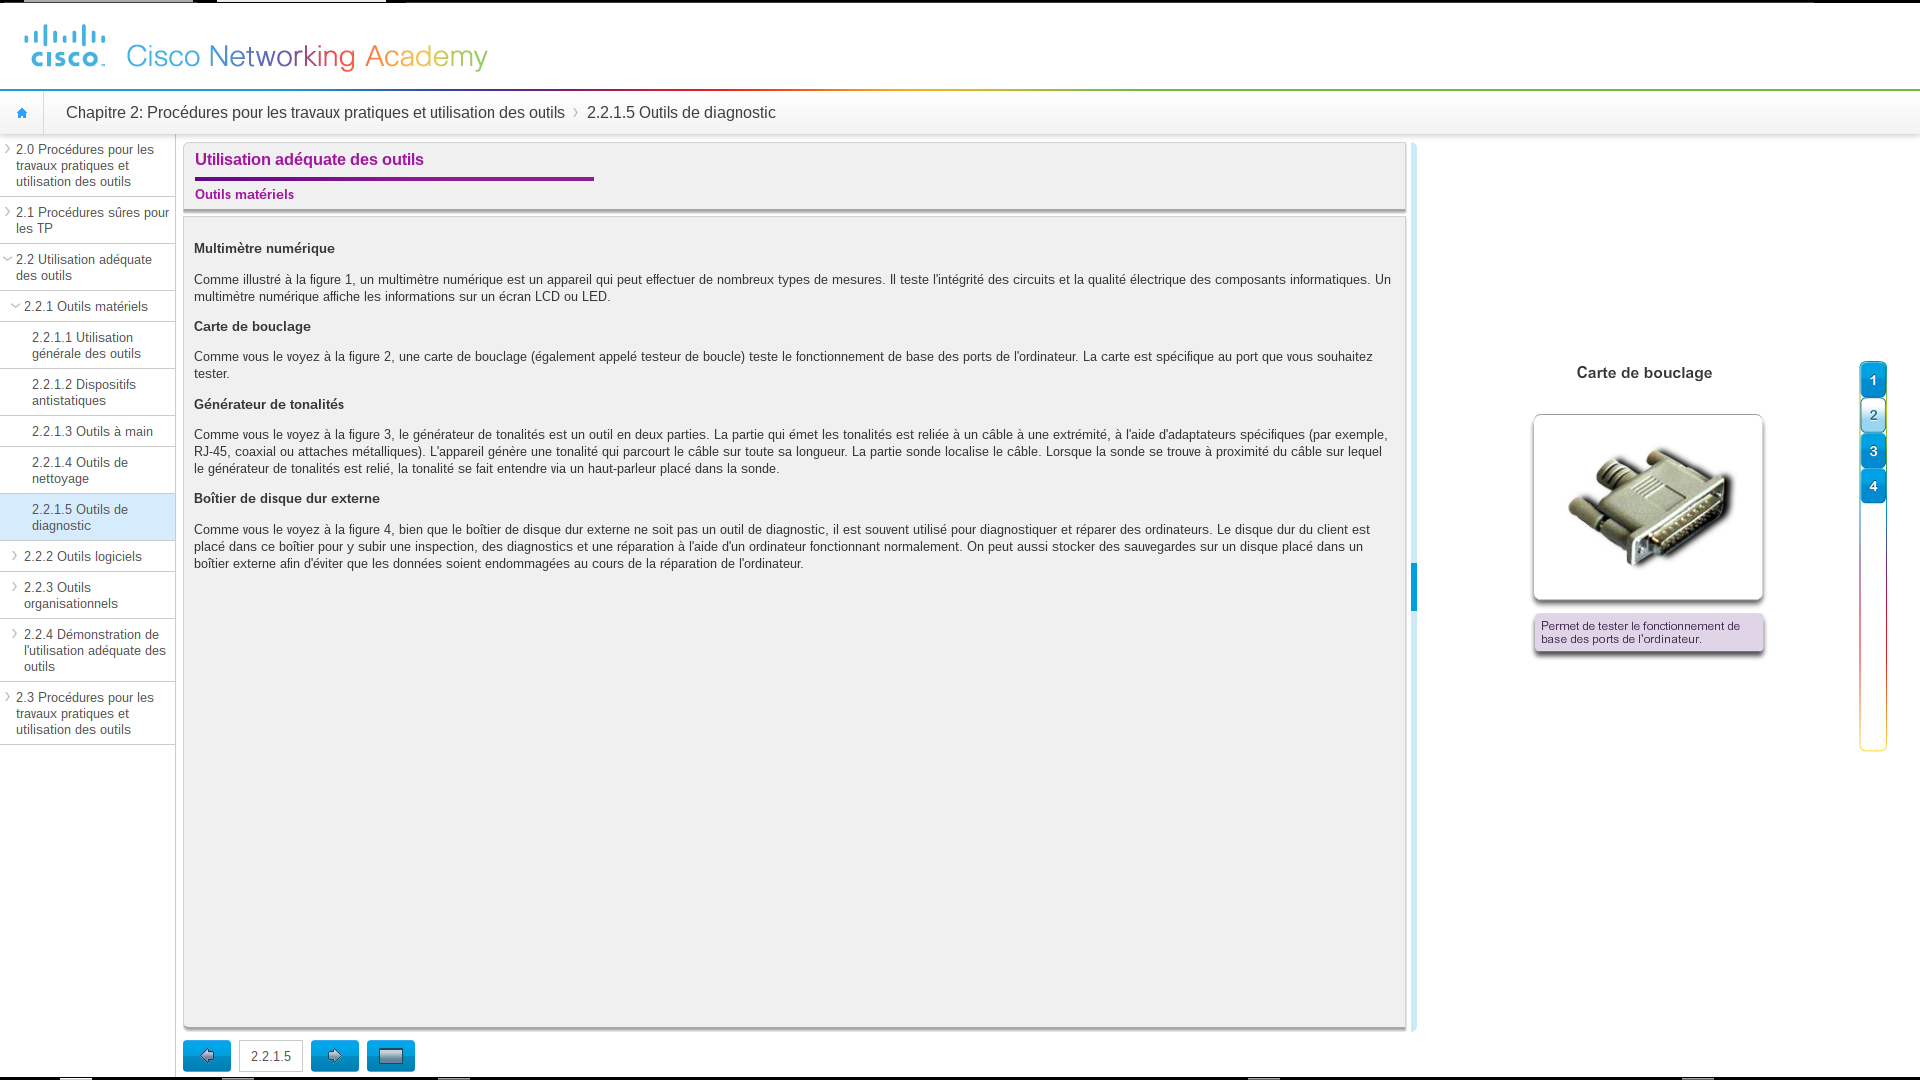 cisco
Cisco Networking Academy
Chapitre 2: Procédures pour les travaux pratiques et utilisation des outils
2.2.1.5 Outils de diagnostic
2.0 Procédures pour les
travaux pratiques et
utilisation des outils
2.1 Procédures sûres pour
les TP
2.2 Utilisation adéquate
des outils
2.2.1 Outils matériels
2.2.1.1 Utilisation
générale des outils
2.2.1.2 Dispositifs
antistatiques
2.2.1.3 Outils à main
2.2.1.4 Outils de
nettoyage
2.2.1.5 Outils de
diagnostic
2.2.2 Outils logiciels
2.2.3 Outils
organisationnels
2.2.4 Démonstration de
l'utilisation adéquate des
outils
2.3 Procédures pour les
travaux pratiques et
utilisation des outils
Utilisation adéquate des outils
Outils matériels
Multimètre numérique
Comme illustré à la figure 1, un multimètre numérique est un appareil qui peut effectuer de nombreux types de mesures. Il teste l'intégrité des circuits et la qualité électrique des composants informatiques. Un
multimètre numérique affiche les informations sur un écran LCD ou LED.
Carte de bouclage
Comme vous le voyez à la figure 2, une carte de bouclage (également appelé testeur de boucle) teste le fonctionnement de base des ports de l'ordinateur. La carte est spécifique au port que vous souhaitez
tester.
Générateur de tonalités
Comme vous le voyez à la figure 3, le générateur de tonalités est un outil en deux parties. La partie qui émet les tonalités est reliée à un câble à une extrémité, à l'aide d'adaptateurs spécifiques (par exemple,
RJ-45, coaxial ou attaches métalliques). L'appareil génère une tonalité qui parcourt le câble sur toute sa longueur. La partie sonde localise le câble. Lorsque la sonde se trouve à proximité du câble sur lequel
le générateur de tonalités est relié, la tonalité se fait entendre via un haut-parleur placé dans la sonde.
Boîtier de disque dur externe
Comme vous le voyez à la figure 4, bien que le boîtier de disque dur externe ne soit pas un outil de diagnostic, il est souvent utilisé pour diagnostiquer et réparer des ordinateurs. Le disque dur du client est
placé dans ce boîtier pour y subir une inspection, des diagnostics et une réparation à l'aide d'un ordinateur fonctionnant normalement. On peut aussi stocker des sauvegardes sur un disque placé dans un
boîtier externe afin d'éviter que les données soient endommagées au cours de la réparation de l'ordinateur.
Carte de bouclage
Permet de tester le fonctionnement de
base des ports de l'ordinateur.
1
2
3
4
2.2.1.5